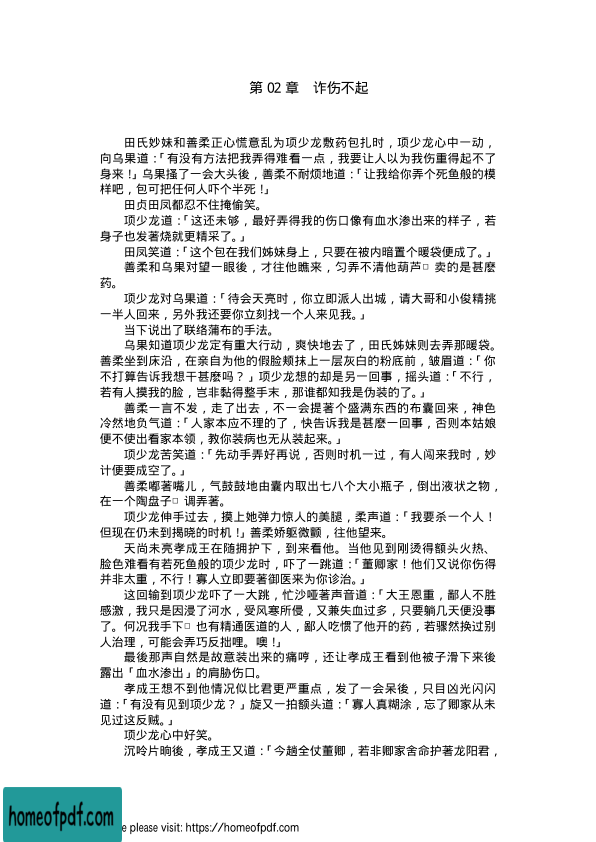 第 02 章　诈伤不起
田氏妙妹和善柔正心慌意乱为项少龙敷药包扎时，项少龙心中一动，
向乌果道：「有没有方法把我弄得难看一点，我要让人以为我伤重得起不了
身来！」乌果搔了一会大头後，善柔不耐烦地道：「让我给你弄个死鱼般的模
样吧，包可把任何人吓个半死！」
田贞田凤都忍不住掩偷笑。
项少龙道：「这还未够，最好弄得我的伤口像有血水渗出来的样子，若
身子也发著烧就更精采了。」
田凤笑道：「这个包在我们姊妹身上，只要在被内暗置个暖袋便成了。」
善柔和乌果对望一眼後，才往他瞧来，匀弄不清他葫芦 卖的是甚麽
药。
项少龙对乌果道：「待会天亮时，你立即派人出城，请大哥和小俊精挑
一半人回来，另外我还要你立刻找一个人来见我。」
当下说出了联络蒲布的手法。
乌果知道项少龙定有重大行动，爽快地去了，田氏姊妹则去弄那暖袋。
善柔坐到床沿，在亲自为他的假脸颊抹上一层灰白的粉底前，皱眉道：「你
不打算告诉我想干甚麽吗？」项少龙想的却是另一回事，摇头道：「不行，
若有人摸我的脸，岂非黏得整手末，那谁都知我是伪装的了。」
善柔一言不发，走了出去，不一会提著个盛满东西的布囊回来，神色
冷然地负气道：「人家本应不理的了，快告诉我是甚麽一回事，否则本姑娘
便不使出看家本领，教你装病也无从装起来。」
项少龙苦笑道：「先动手弄好再说，否则时机一过，有人闯来我时，妙
计便要成空了。」
善柔嘟著嘴儿，气鼓鼓地由囊内取出七八个大小瓶子，倒出液状之物，
在一个陶盘子 调弄著。
项少龙伸手过去，摸上她弹力惊人的美腿，柔声道：「我要杀一个人！
但现在仍未到揭晓的时机！」善柔娇躯微颤，往他望来。
天尚未亮孝成王在随拥护下，到来看他。当他见到刚烫得额头火热、
脸色难看有若死鱼般的项少龙时，吓了一跳道：「董卿家！他们又说你伤得
并非太重，不行！寡人立即要著御医来为你诊治。」
这回输到项少龙吓了一大跳，忙沙哑著声音道：「大王恩重，鄙人不胜
感激，我只是因漫了河水，受风寒所侵，又兼失血过多，只要躺几天便没事
了。何况我手下 也有精通医道的人，鄙人吃惯了他开的药，若骤然换过别
人治理，可能会弄巧反拙哩。噢！」
最後那声自然是故意装出来的痛哼，还让孝成王看到他被子滑下来後
露出「血水渗出」的肩胁伤口。
孝成王想不到他情况似比君更严重点，发了一会呆後，只目凶光闪闪
道：「有没有见到项少龙？」旋又一拍额头道：「寡人真糊涂，忘了卿家从未
见过这反贼。」
项少龙心中好笑。
沉吟片晌後，孝成王又道：「今趟全仗董卿，若非卿家舍命护著龙阳君，
homeofpdf.com
e please visit: https://homeofpdf.com